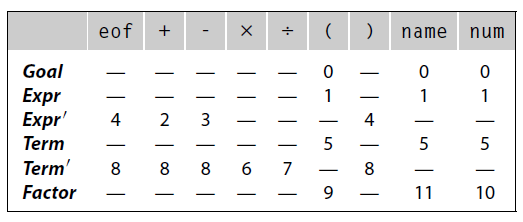 eof + - × ÷ ( ) name num
Goal — — — — — 0 — 0 0
Expr — — — — — 1 — 1 1
Expr′ 4 2 3 — — — 4 — —
Term — — — — — 5 — 5 5
Term′ 8 8 8 6 7 — 8 — —
Factor — — — — — 9 — 11 10